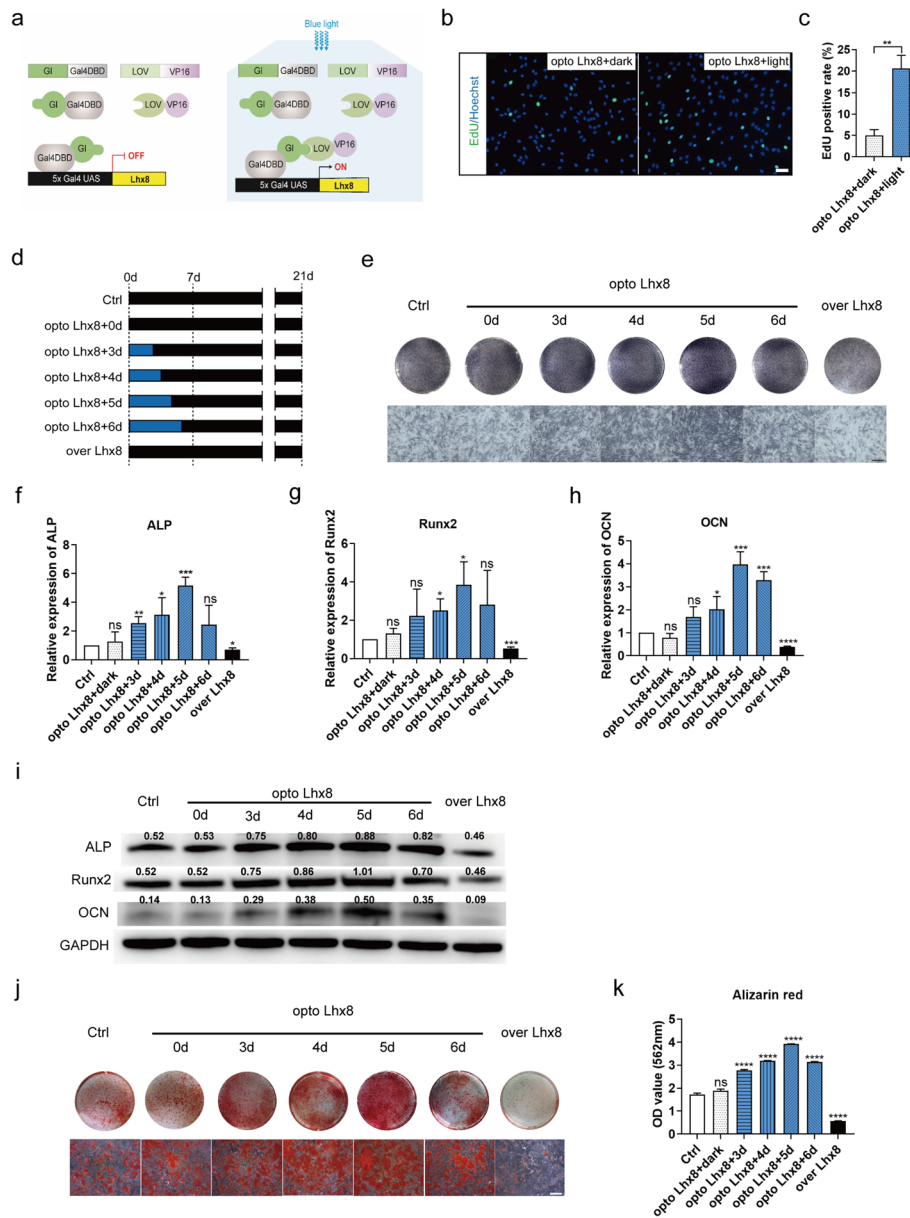 a
Blue light
GI Gal4DBD LOV VP16
GI Gal4DBD LOV VP16
Gal4DBD GI OFF
5x Gal4 UAS Lhx8
GI Gal4DBD LOV VP16
GI Gal4DBD LOV VP16
Gal4DBD GI LOV VP16
ON
5x Gal4 UAS Lhx8
b
EdU/Hoechst
opto Lhx8+dark
opto Lhx8+light
c
EdU positive rate (%)
25
20
15
10
5
0
**
opto Lhx8+dark
opto Lhx8+light
d
0d 7d 21d
Ctrl
opto Lhx8+0d
opto Lhx8+3d
opto Lhx8+4d
opto Lhx8+5d
opto Lhx8+6d
over Lhx8
e
opto Lhx8
Ctrl over Lhx8
0d 3d 4d 5d 6d
f
ALP
Relative expression of ALP
8
6
4
2
0
ns ** * *** ns *
Ctrl
opto Lhx8+dark
opto Lhx8+3d
opto Lhx8+4d
opto Lhx8+5d
opto Lhx8+6d
over Lhx8
g
Runx2
Relative expression of Runx2
6
4
2
0
ns ns * * ns ***
Ctrl
opto Lhx8+dark
opto Lhx8+3d
opto Lhx8+4d
opto Lhx8+5d
opto Lhx8+6d
over Lhx8
h
OCN
Relative expression of OCN
5
4
3
2
1
0
ns ns * *** *** ****
Ctrl
opto Lhx8+dark
opto Lhx8+3d
opto Lhx8+4d
opto Lhx8+5d
opto Lhx8+6d
over Lhx8
i
opto Lhx8
Ctrl over Lhx8
0d 3d 4d 5d 6d
0.52 0.53 0.75 0.80 0.88 0.82 0.46
ALP
0.52 0.52 0.75 0.86 1.01 0.70 0.46
Runx2
0.14 0.13 0.29 0.38 0.50 0.35 0.09
OCN
GAPDH
j
opto Lhx8
Ctrl over Lhx8
0d 3d 4d 5d 6d
k
Alizarin red
OD value (562nm)
5
4
3
2
1
0
ns **** **** **** **** ****
Ctrl
opto Lhx8+dark
opto Lhx8+3d
opto Lhx8+4d
opto Lhx8+5d
opto Lhx8+6d
over Lhx8